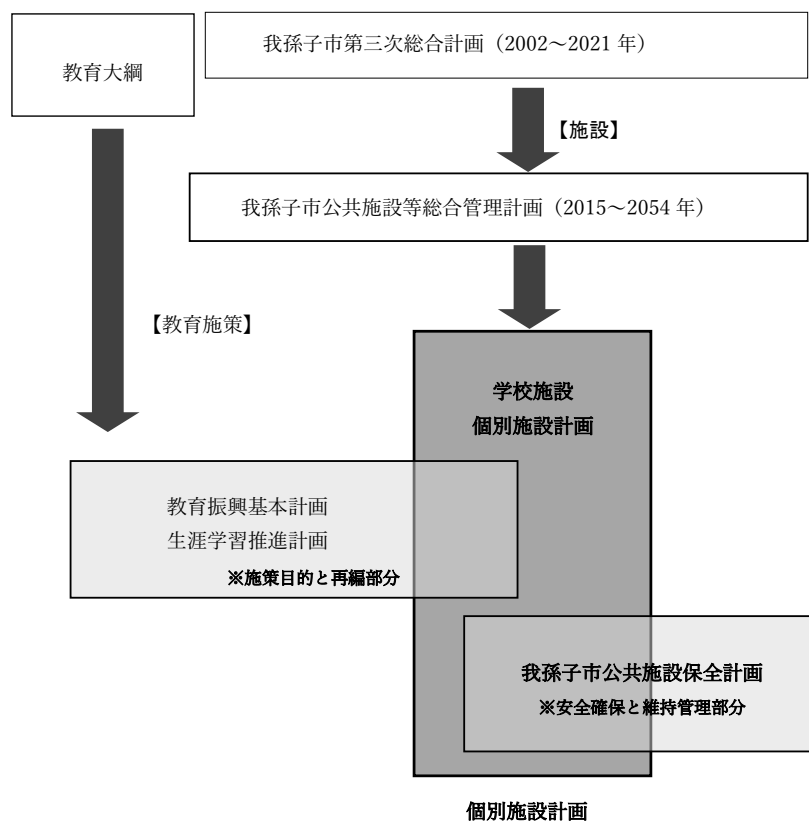 我孫子市第三次総合計画（2002～2021 年）
教育大綱
【施設】
我孫子市公共施設等総合管理計画（2015～2054 年）
【教育施策】
学校施設
個別施設計画
教育振興基本計画
生涯学習推進計画
※施策目的と再編部分
我孫子市公共施設保全計画
※安全確保と維持管理部分
個別施設計画